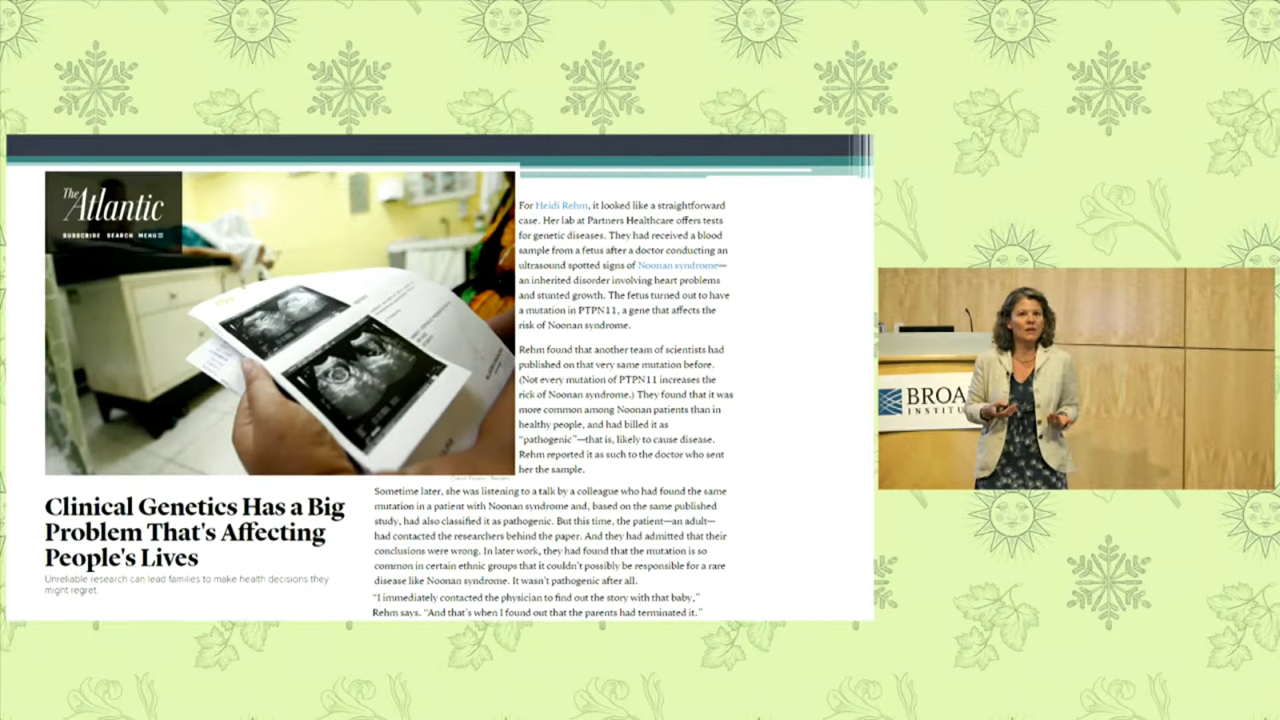 The
Atlantic
SUBSCRIBE SEARCH MENU
For Heidi Rehm, it looked like a straightforward
case. Her lab at Partners Healthcare offers tests
for genetic diseases. They had received a blood
sample from a fetus after a doctor conducting an
ultrasound spotted signs of Noonan syndrome—
an inherited disorder involving heart problems
and stunted growth. The fetus turned out to have
a mutation in PTPN11, a gene that affects the
risk of Noonan syndrome.
Rehm found that another team of scientists had
published on that very same mutation before.
(Not every mutation of PTPN11 increases the
rick of Noonan syndrome.) They found that it was
more common among Noonan patients than in
healthy people, and had billed it as
“pathogenic”—that is, likely to cause disease.
Rehm reported it as such to the doctor who sent
her the sample.
Clinical Genetics Has a Big
Problem That's Affecting
People's Lives
Unreliable research can lead families to make health decisions they
might regret.
Sometime later, she was listening to a talk by a colleague who had found the same
mutation in a patient with Noonan syndrome and, based on the same published
study, had also classified it as pathogenic. But this time, the patient—an adult—
had contacted the researchers behind the paper. And they had admitted that their
conclusions were wrong. In later work, they had found that the mutation is so
common in certain ethnic groups that it couldn't possibly be responsible for a rare
disease like Noonan syndrome. It wasn't pathogenic after all.
“I immediately contacted the physician to find out the story with that baby,”
Rehm says. “And that's when I found out that the parents had terminated it.”
BROA
INSTITU